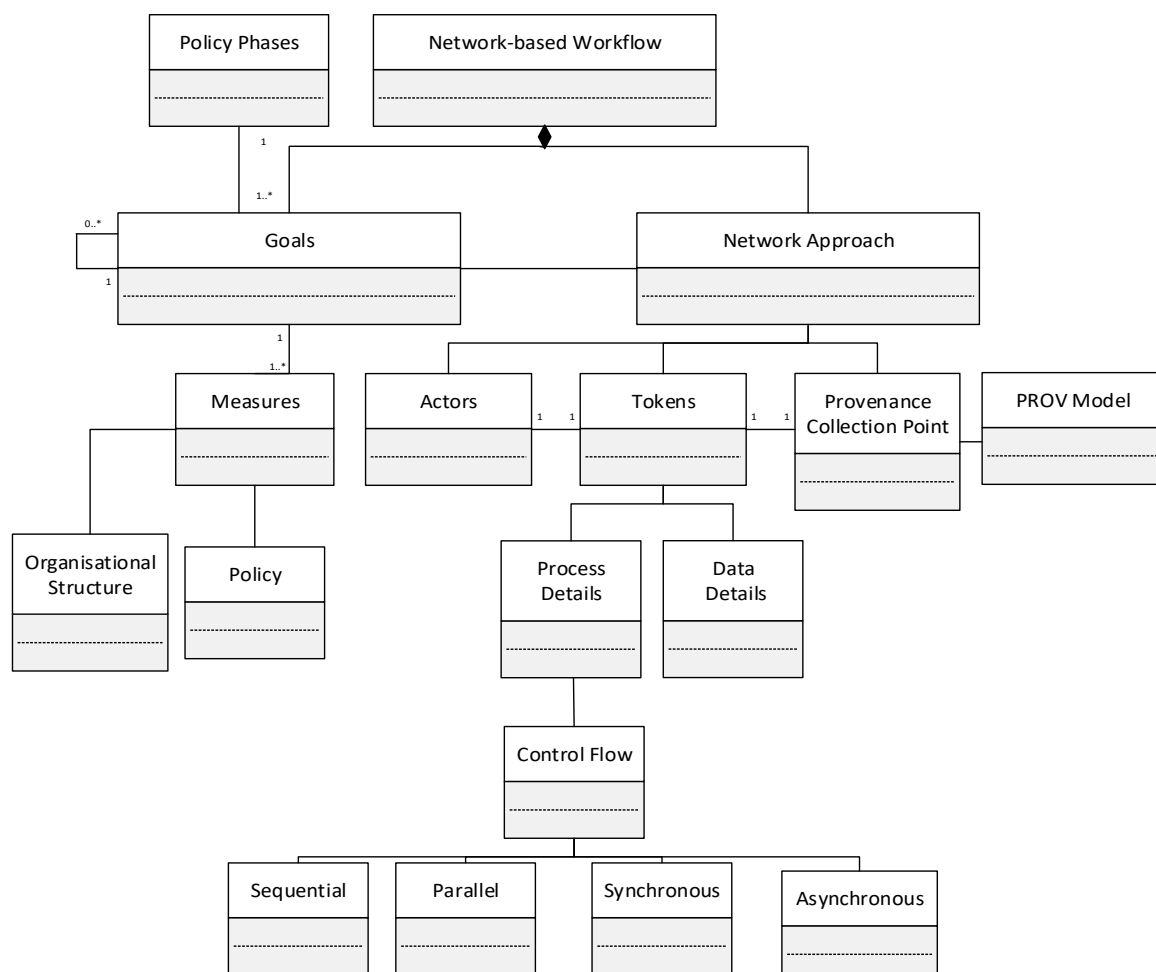 Policy Phases
Network-based Workflow
1
1..*
0..*
Goals
Network Approach
1
1
1..*
Measures
Actors
Tokens
Provenance
Collection Point
PROV Model
1
1
1
1
Organisational
Structure
Policy
Process
Details
Data
Details
Control Flow
Sequential
Parallel
Synchronous
Asynchronous